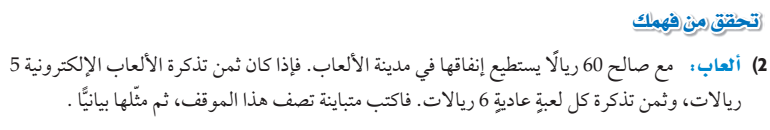 تحقق من فهمك
2) ألعاب: مع صالح 60 ريالًا يستطيع إنفاقها في مدينة الألعاب. فإذا كان ثمن تذكرة الألعاب الإلكترونية 5
ريالات، وثمن تذكرة كل لعبةٍ عاديةٍ 6 ريالات. فاكتب متباينة تصف هذا الموقف، ثم مثّلها بيانيًّا .